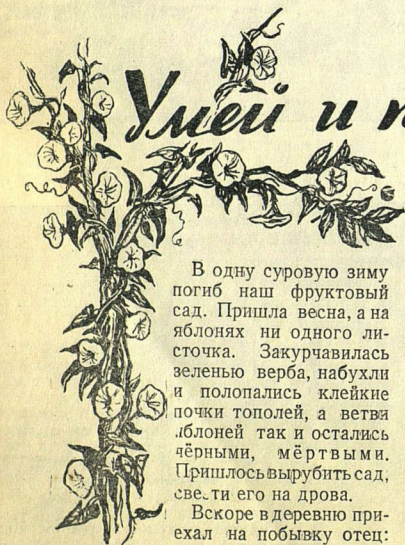 Умей и
В одну суровую зиму
погиб наш фруктовый
сад. Пришла весна, а на
яблонях ни одного ли-
сточка. Закурчавилась
зеленью верба, набухли
и полопались клейкие
почки тополей, а ветви
яблоней так и остались
чёрными, мёртвыми.
Пришлось вырубить сад,
свезти его на дрова.
Вскоре в деревню при-
ехал на побывку отец: